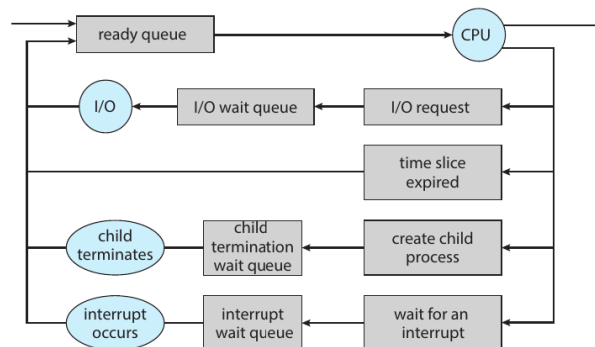 ready queue
CPU
I/O
I/O wait queue
I/O request
time slice
expired
child
terminates
child
termination
wait queue
create child
process
interrupt
occurs
interrupt
wait queue
wait for an
interrupt